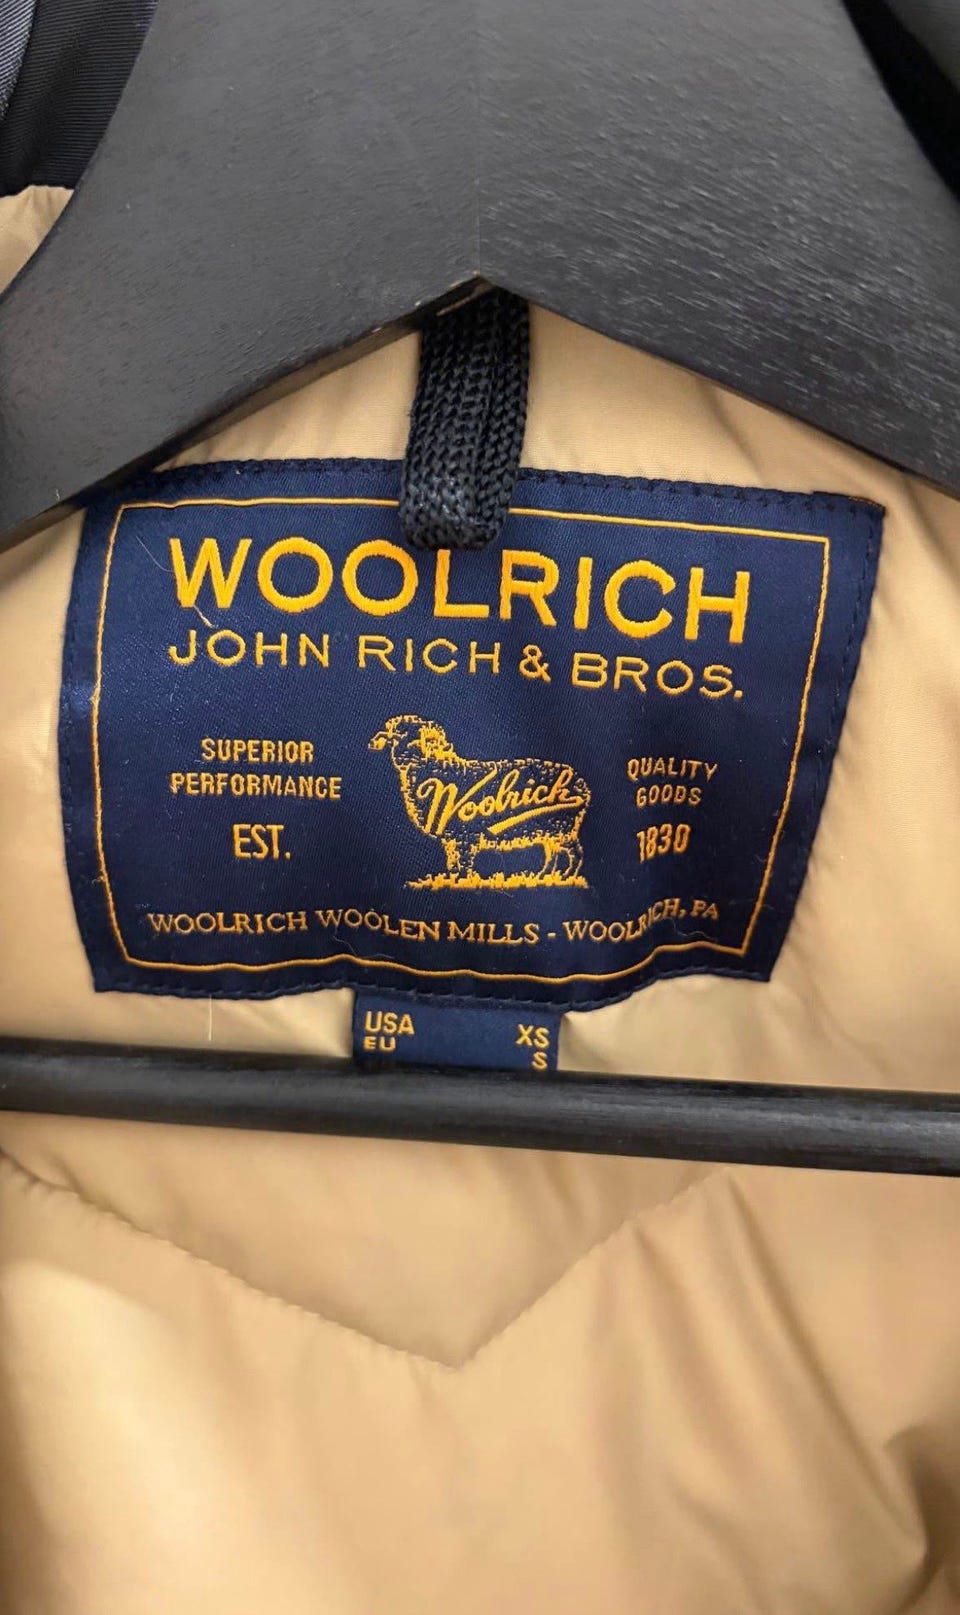 WOOLRICH
JOHN RICH & BROS.
SUPERIOR
PERFORMANCE
EST.
Woolrich
QUALITY
GOODS
1830
WOOLRICH WOOLEN MILLS - WOOLRICH, PA
USA XS
EU S